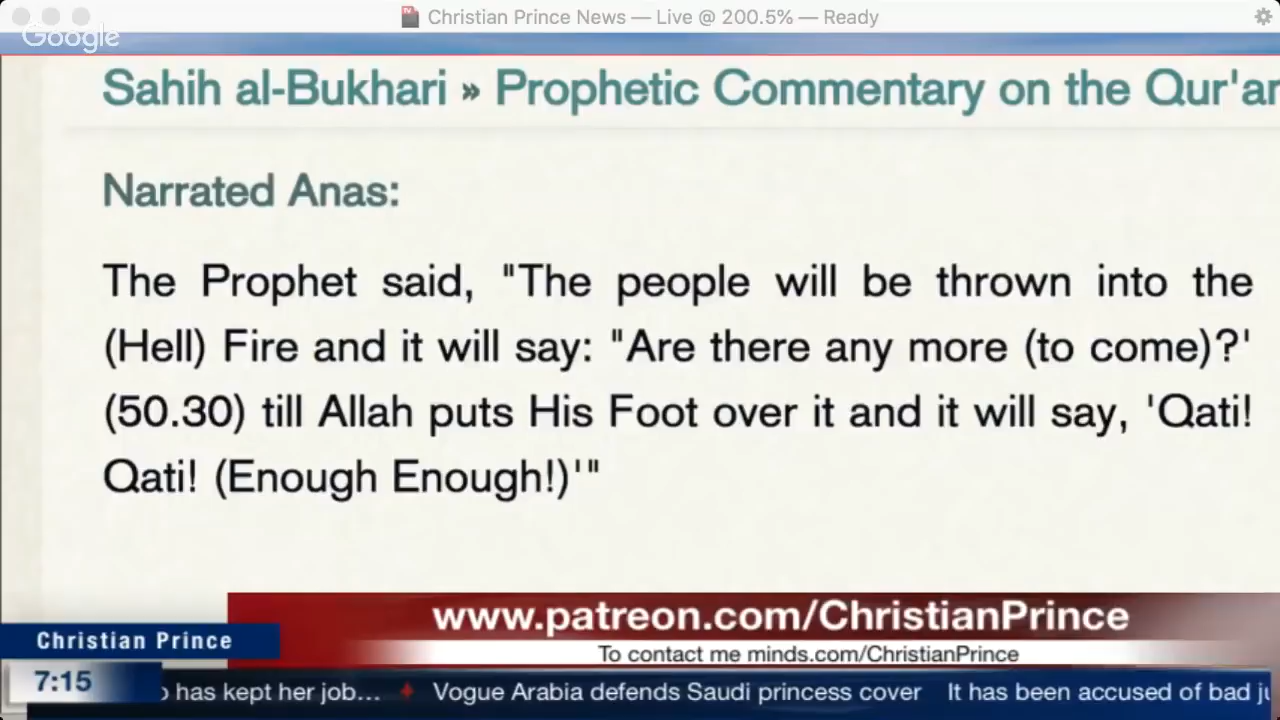 Christian Prince News — Live @ 200.5% — Ready
Google
Sahih al-Bukhari » Prophetic Commentary on the Qur'an
Narrated Anas:
The Prophet said, "The people will be thrown into the
(Hell) Fire and it will say: "Are there any more (to come)?'
(50.30) till Allah puts His Foot over it and it will say, 'Qati!
Qati! (Enough Enough!)'"
www.patreon.com/ChristianPrince
Christian Prince
To contact me minds.com/ChristianPrince
7:15
has kept her job... Vogue Arabia defends Saudi princess cover It has been accused of bad